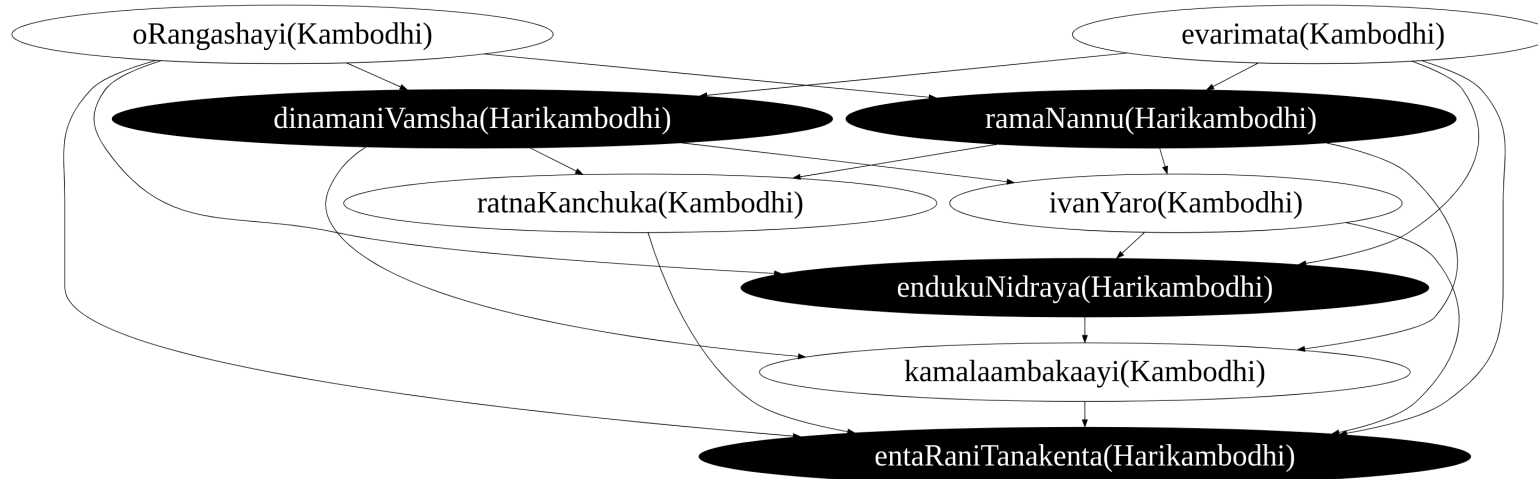 oRangashayi(Kambodhi)
evarimata(Kambodhi)
dinamaniVamsha(Harikambodhi)
ramaNannu(Harikambodhi)
ratnaKanchuka(Kambodhi)
ivanYaro(Kambodhi)
endukuNidraya(Harikambodhi)
kamalaambakaayi(Kambodhi)
entaRaniTanakenta(Harikambodhi)